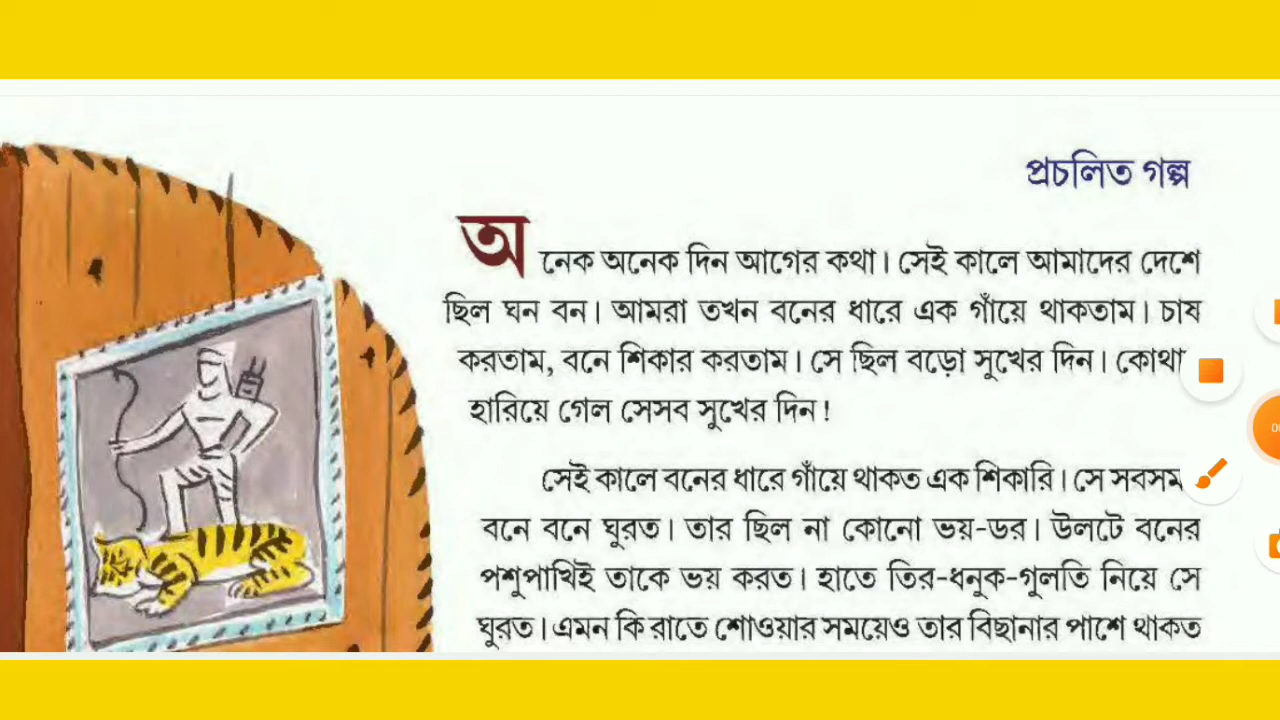 প্রচলিত গল্প
অনেক অনেক দিন আগের কথা। সেই কালে আমাদের দেশে
ছিল ঘন বন। আমরা তখন বনের ধারে এক গাঁয়ে থাকতাম। চাষ
করতাম, বনে শিকার করতাম। সে ছিল বড়ো সুখের দিন। কোথা
হারিয়ে গেল সেসব সুখের দিন!
সেই কালে বনের ধারে গাঁয়ে থাকত এক শিকারি। সে সবসম
বনে বনে ঘুরত। তার ছিল না কোনো ভয়-ডর। উলটে বনের
পশুপাখিই তাকে ভয় করত। হাতে তির-ধনুক-গুলতি নিয়ে সে
ঘুরত। এমন কি রাতে শোওয়ার সময়েও তার বিছানার পাশে থাকত